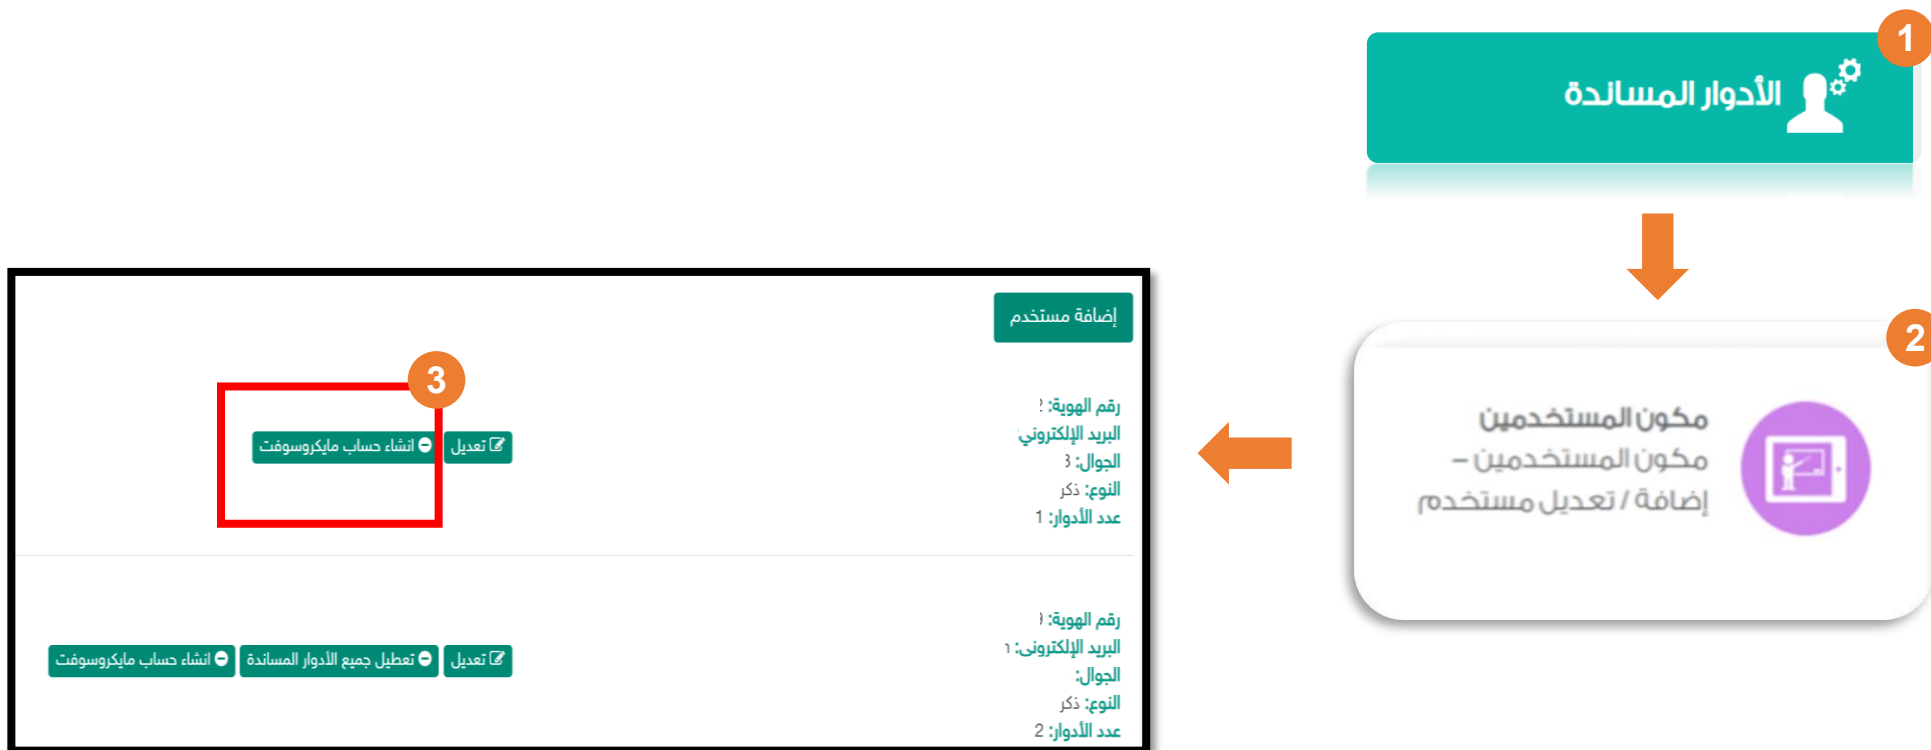 1
الأدوار المساندة
2
مكون المستخدمين
مكون المستخدمين –
إضافة / تعديل مستخدم
إضافة مستخدم
3
رقم الهوية:
البريد الإلكتروني:
الجوال:
النوع: ذكر
عدد الأدوار: 1
تعديل
انشاء حساب مايكروسوفت
رقم الهوية:
البريد الإلكتروني:
الجوال:
النوع: ذكر
عدد الأدوار: 2
تعديل
تعطيل جميع الأدوار المساندة
انشاء حساب مايكروسوفت